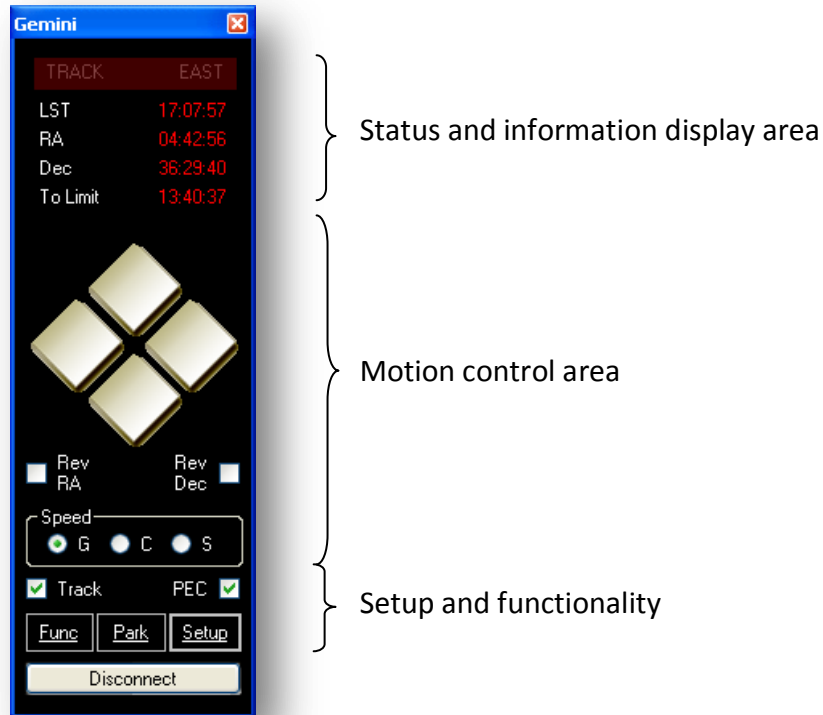 Gemini
TRACK EAST
LST 17:07:57
RA 04:42:56
Dec 36:29:40
To Limit 13:40:37
Status and information display area
Motion control area
Rev Rev
RA Dec
Speed
G C S
Track PEC
Setup and functionality
Func Park Setup
Disconnect